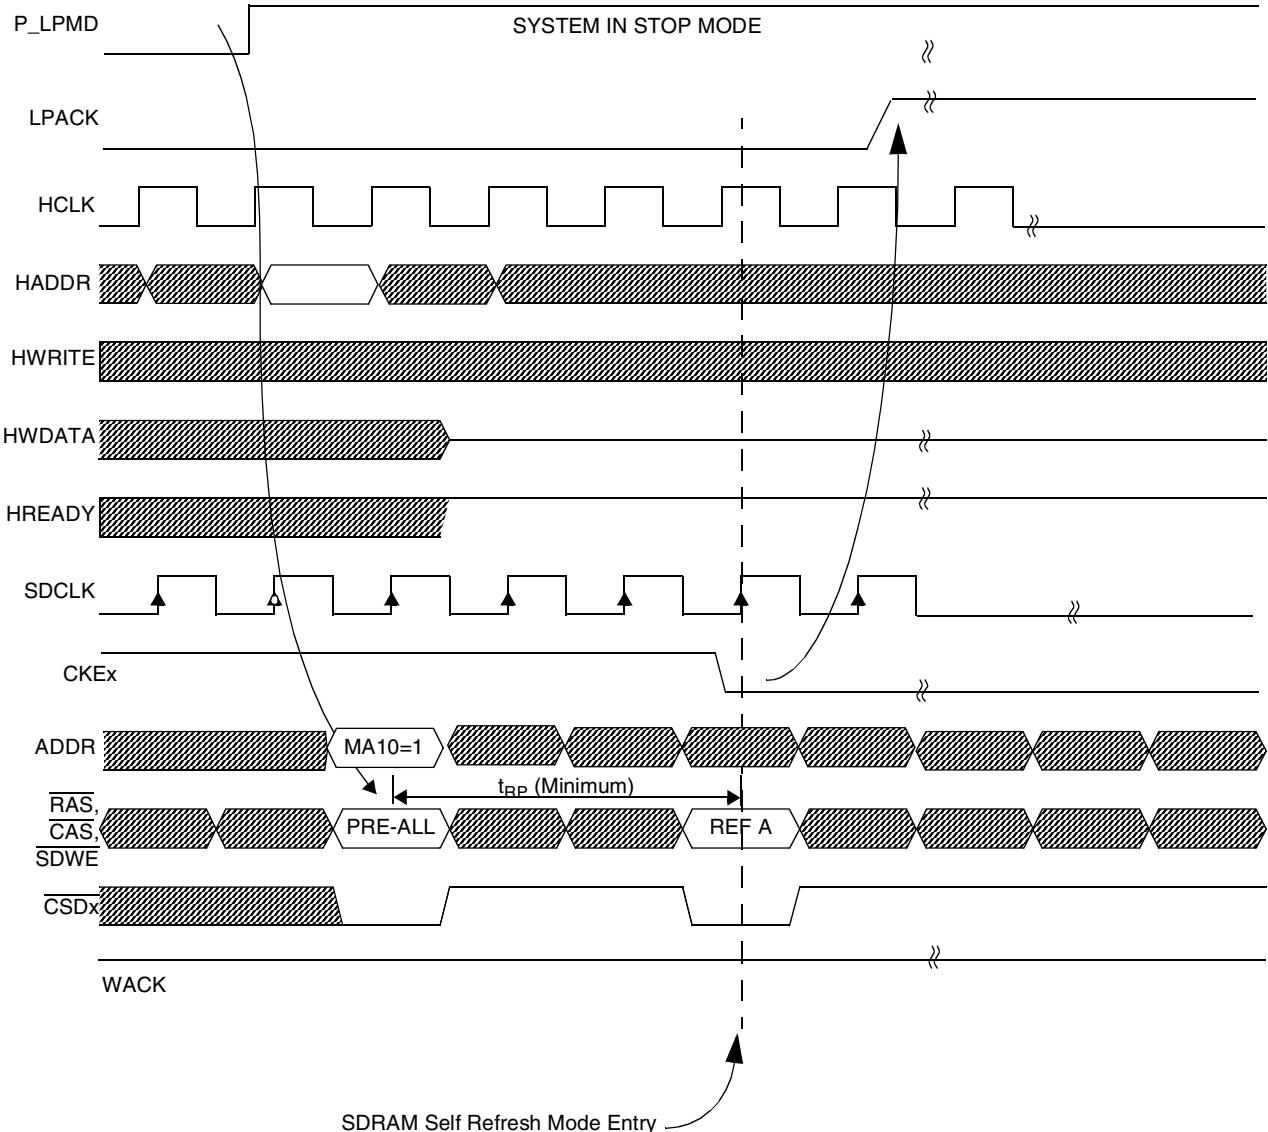 P_LPMD
SYSTEM IN STOP MODE
LPACK
HCLK
HADDR
HWRITE
HWDATA
HREADY
SDCLK
CKEx
ADDR
MA10=1
tRP (Minimum)
RAS,
CAS,
SDWE
PRE-ALL
REF A
CSDx
WACK
SDRAM Self Refresh Mode Entry